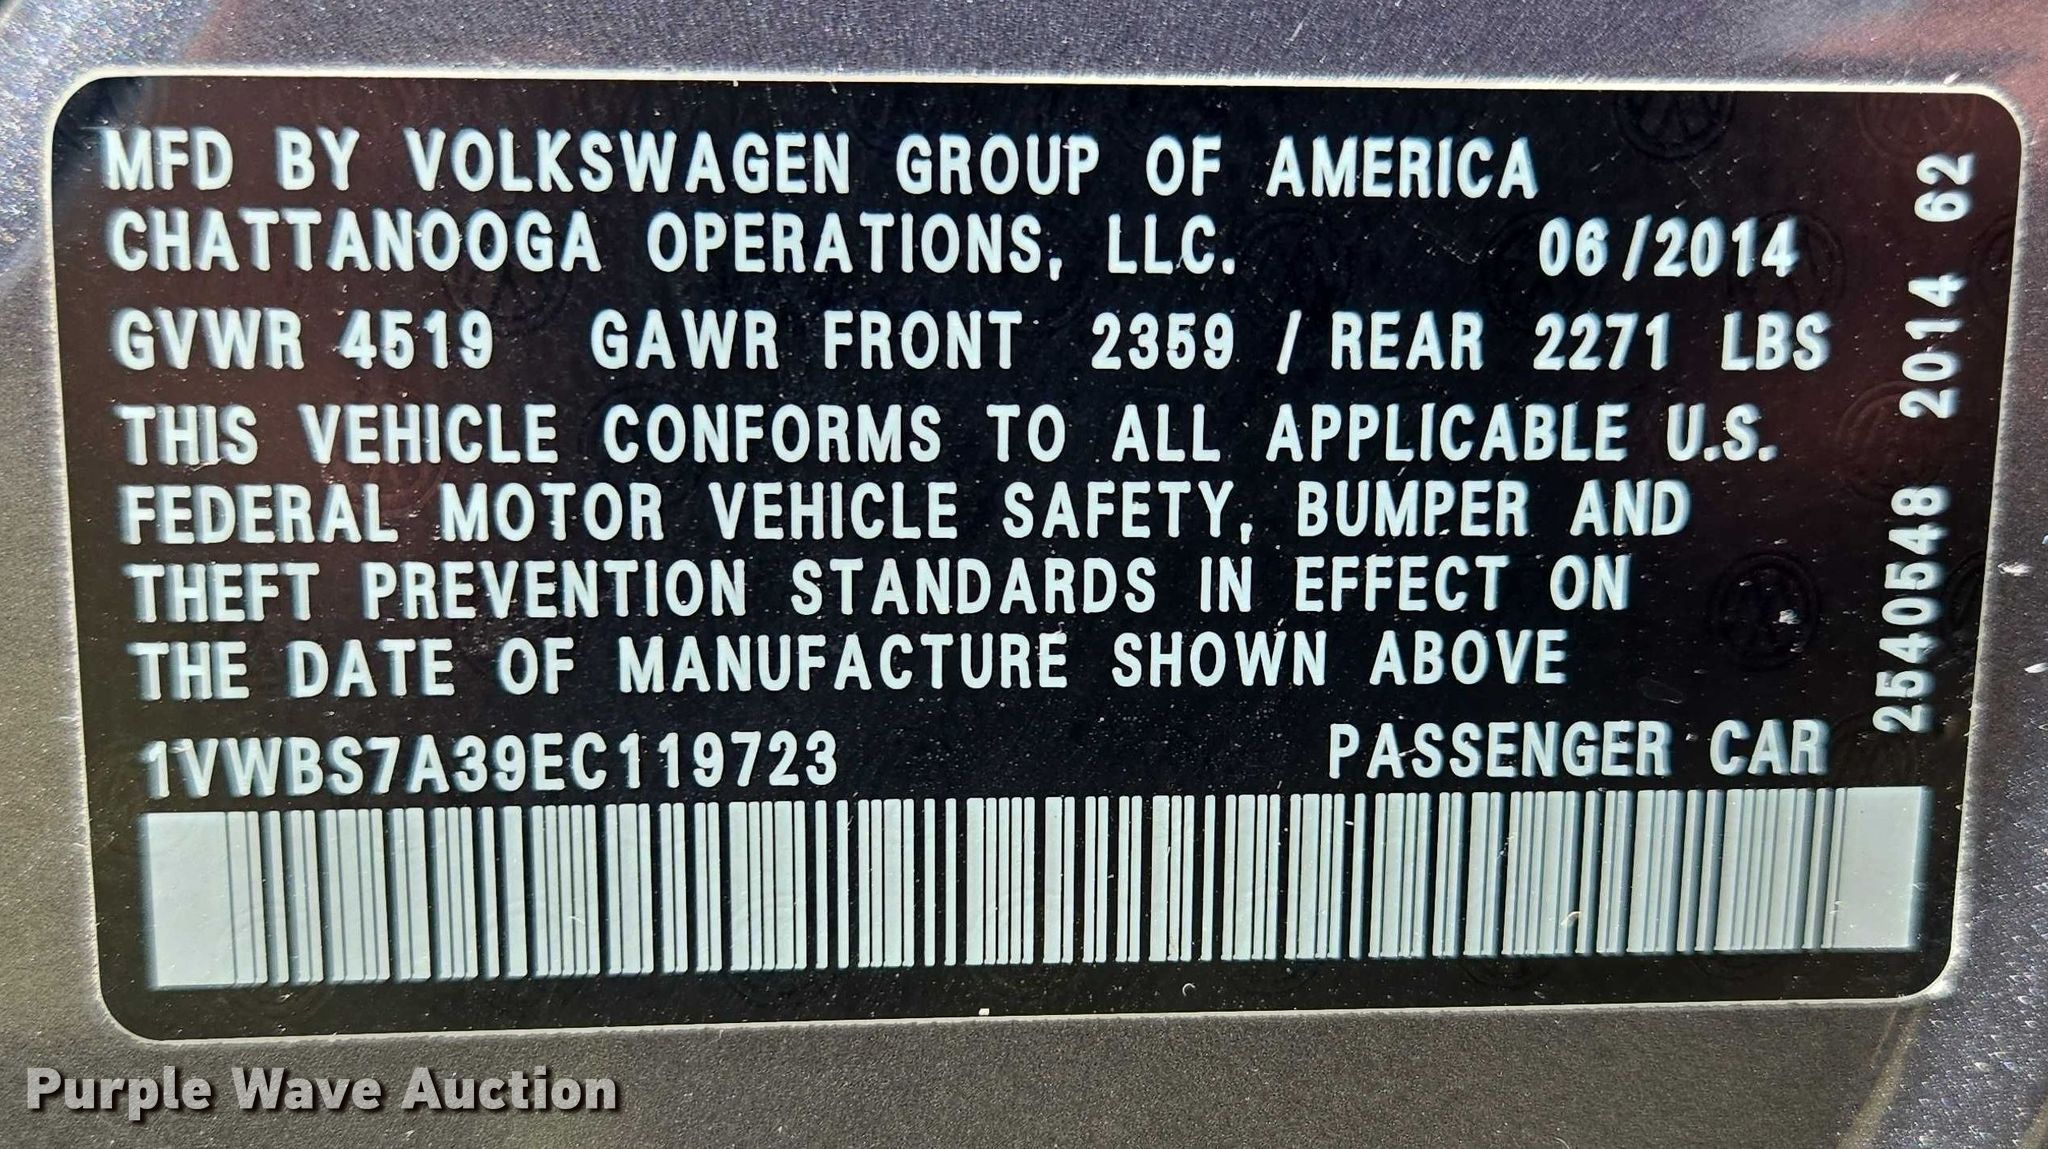 MFD BY VOLKSWAGEN GROUP OF AMERICA
CHATTANOOGA OPERATIONS, LLC. 06/2014
GVWR 4519 GAWR FRONT 2359 / REAR 2271 LBS
THIS VEHICLE CONFORMS TO ALL APPLICABLE U.S.
FEDERAL MOTOR VEHICLE SAFETY, BUMPER AND
THEFT PREVENTION STANDARDS IN EFFECT ON
THE DATE OF MANUFACTURE SHOWN ABOVE
1VWBS7A39EC119723 PASSENGER CAR
2540548 2014 62
Purple Wave Auction